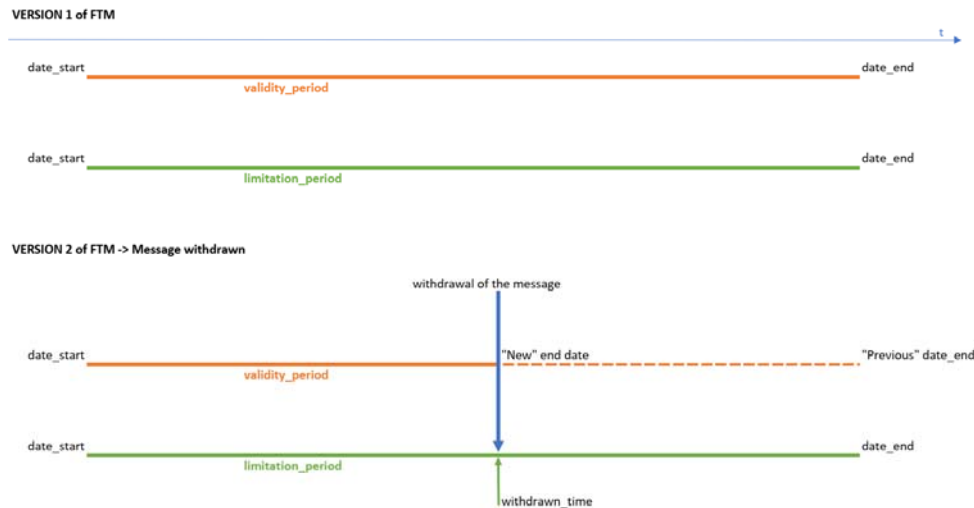 VERSION 1 of FTM
t
date_start
date_end
validity_period
date_start
date_end
limitation_period
VERSION 2 of FTM -> Message withdrawn
withdrawal of the message
date_start
"New" end date
"Previous" date_end
validity_period
date_start
date_end
limitation_period
withdrawn_time